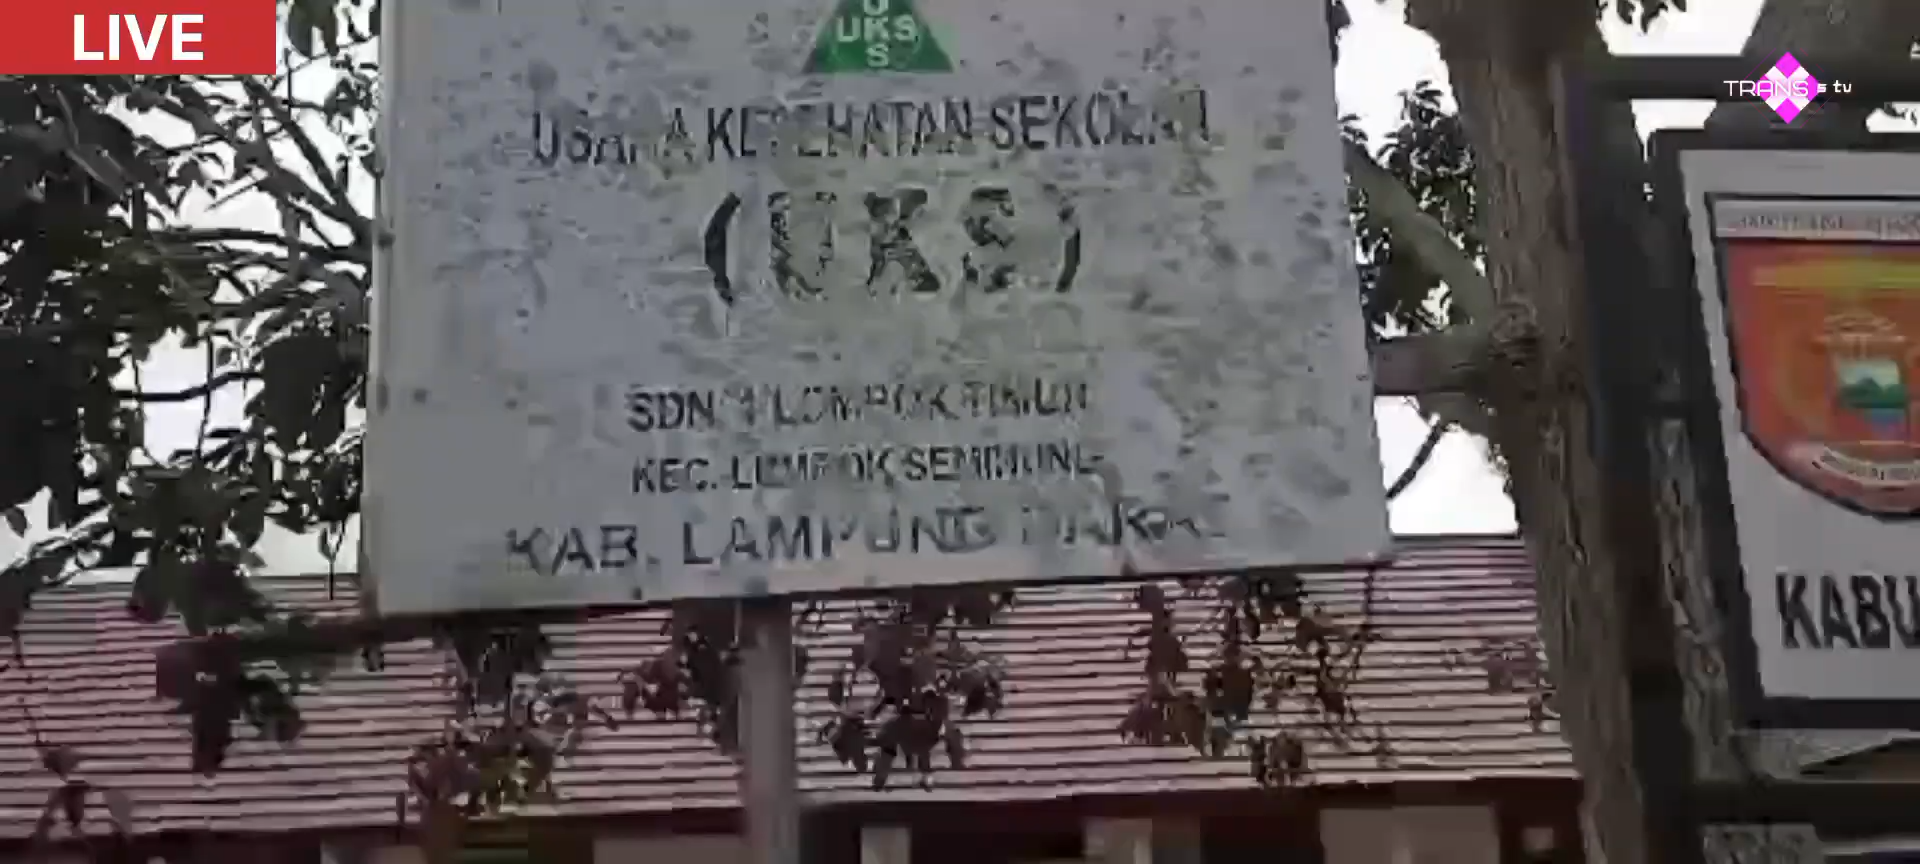 LIVE
TRANS s tv
U
UKS
S
USAHA KESEHATAN SEKOLAH
(UKS)
SDN 1 LOMBOK TIMUR
KEC. LUMBOK SEMINUNG
KAB. LAMPUNG BARAT
KABU